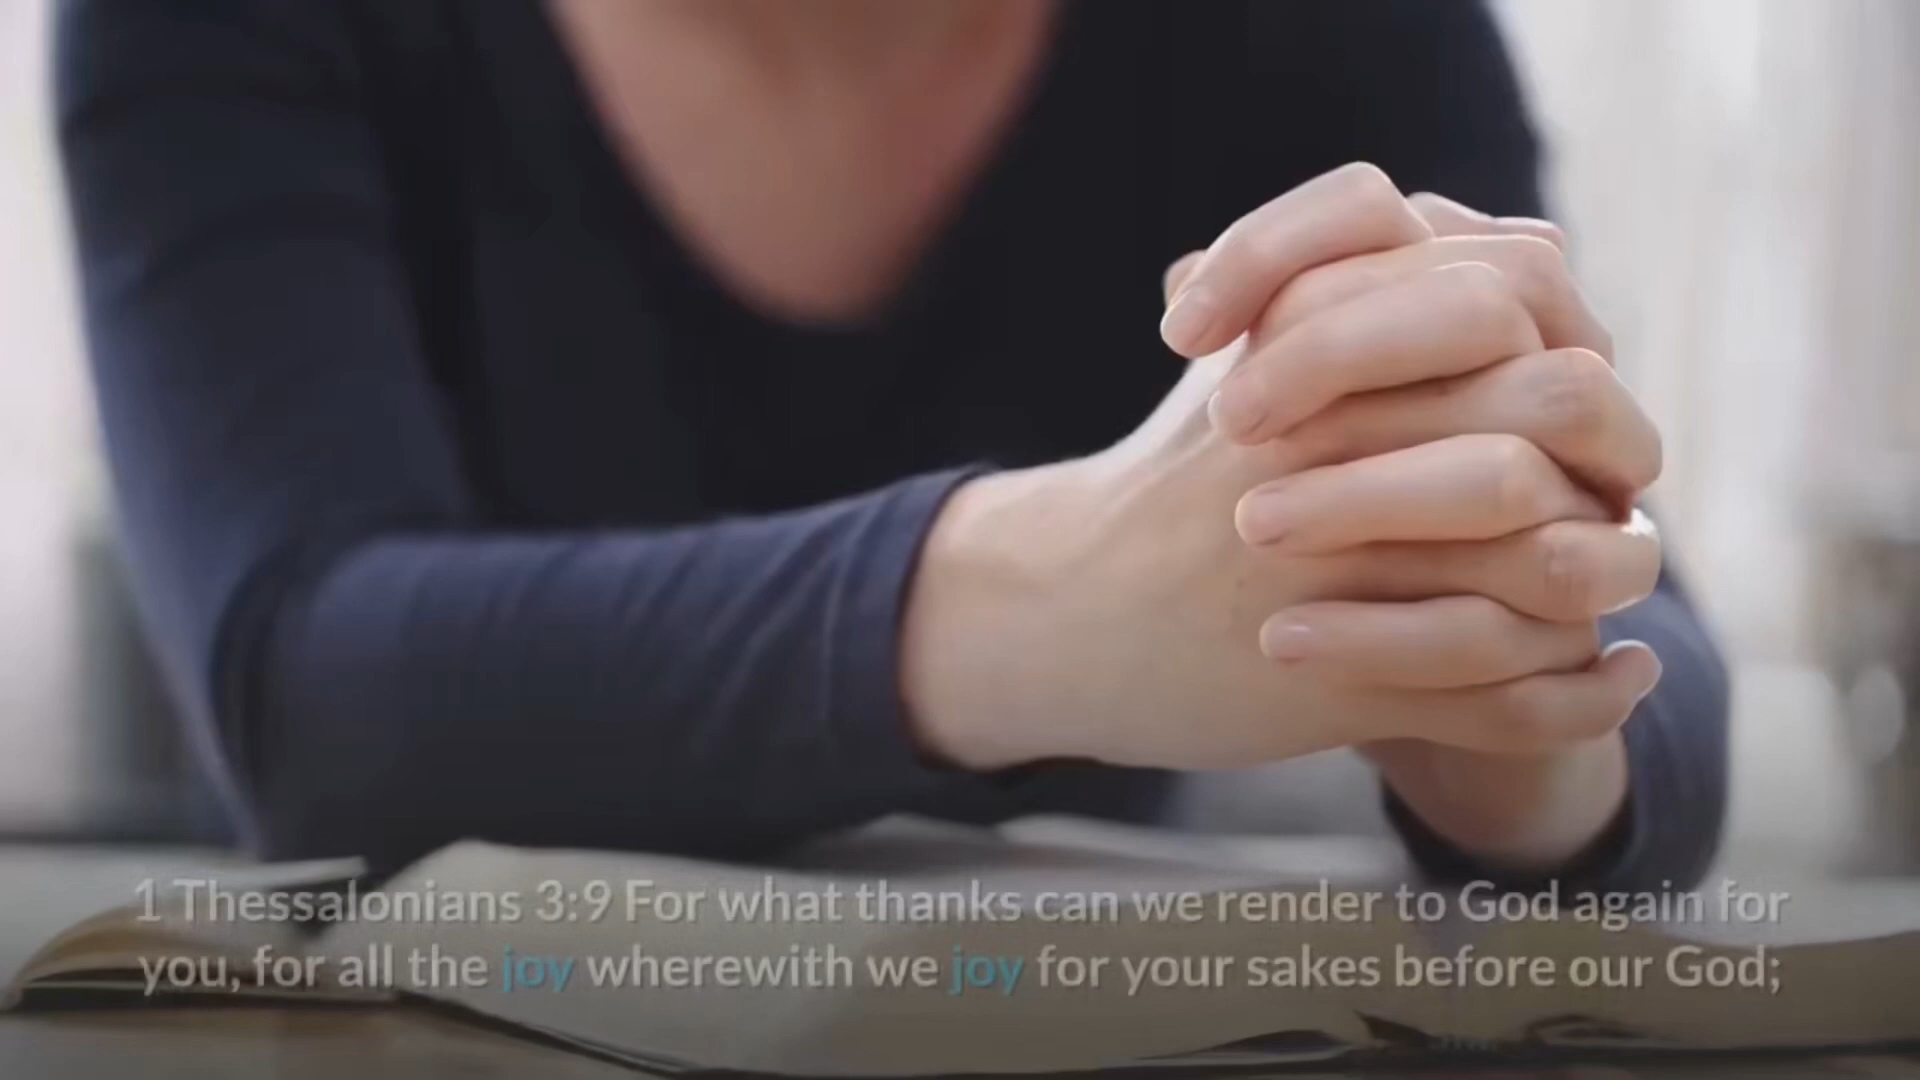 1 Thessalonians 3:9 For what thanks can we render to God again for
you, for all the joy wherewith we joy for your sakes before our God;